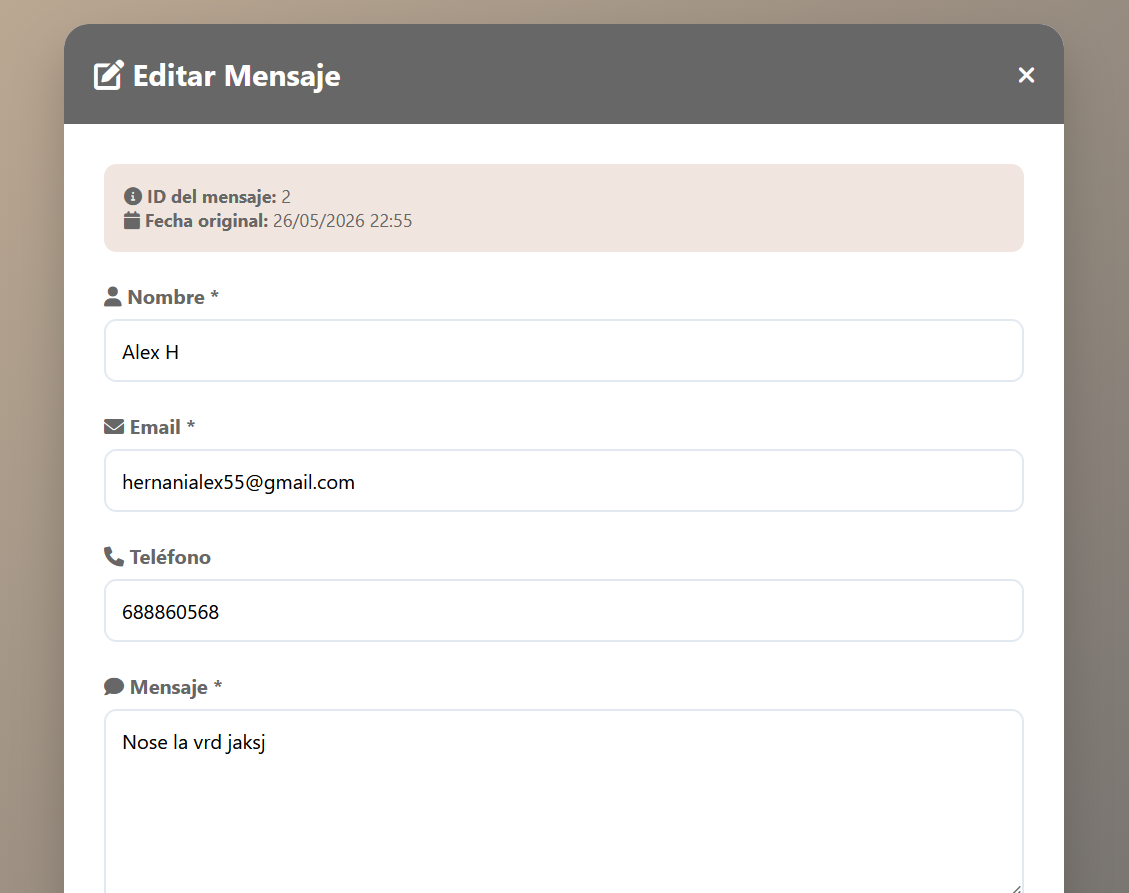 Editar Mensaje
ID del mensaje: 2
Fecha original: 26/05/2026 22:55
Nombre *
Alex H
Email *
hernanialex55@gmail.com
Teléfono
688860568
Mensaje *
Nose la vrd jaksj